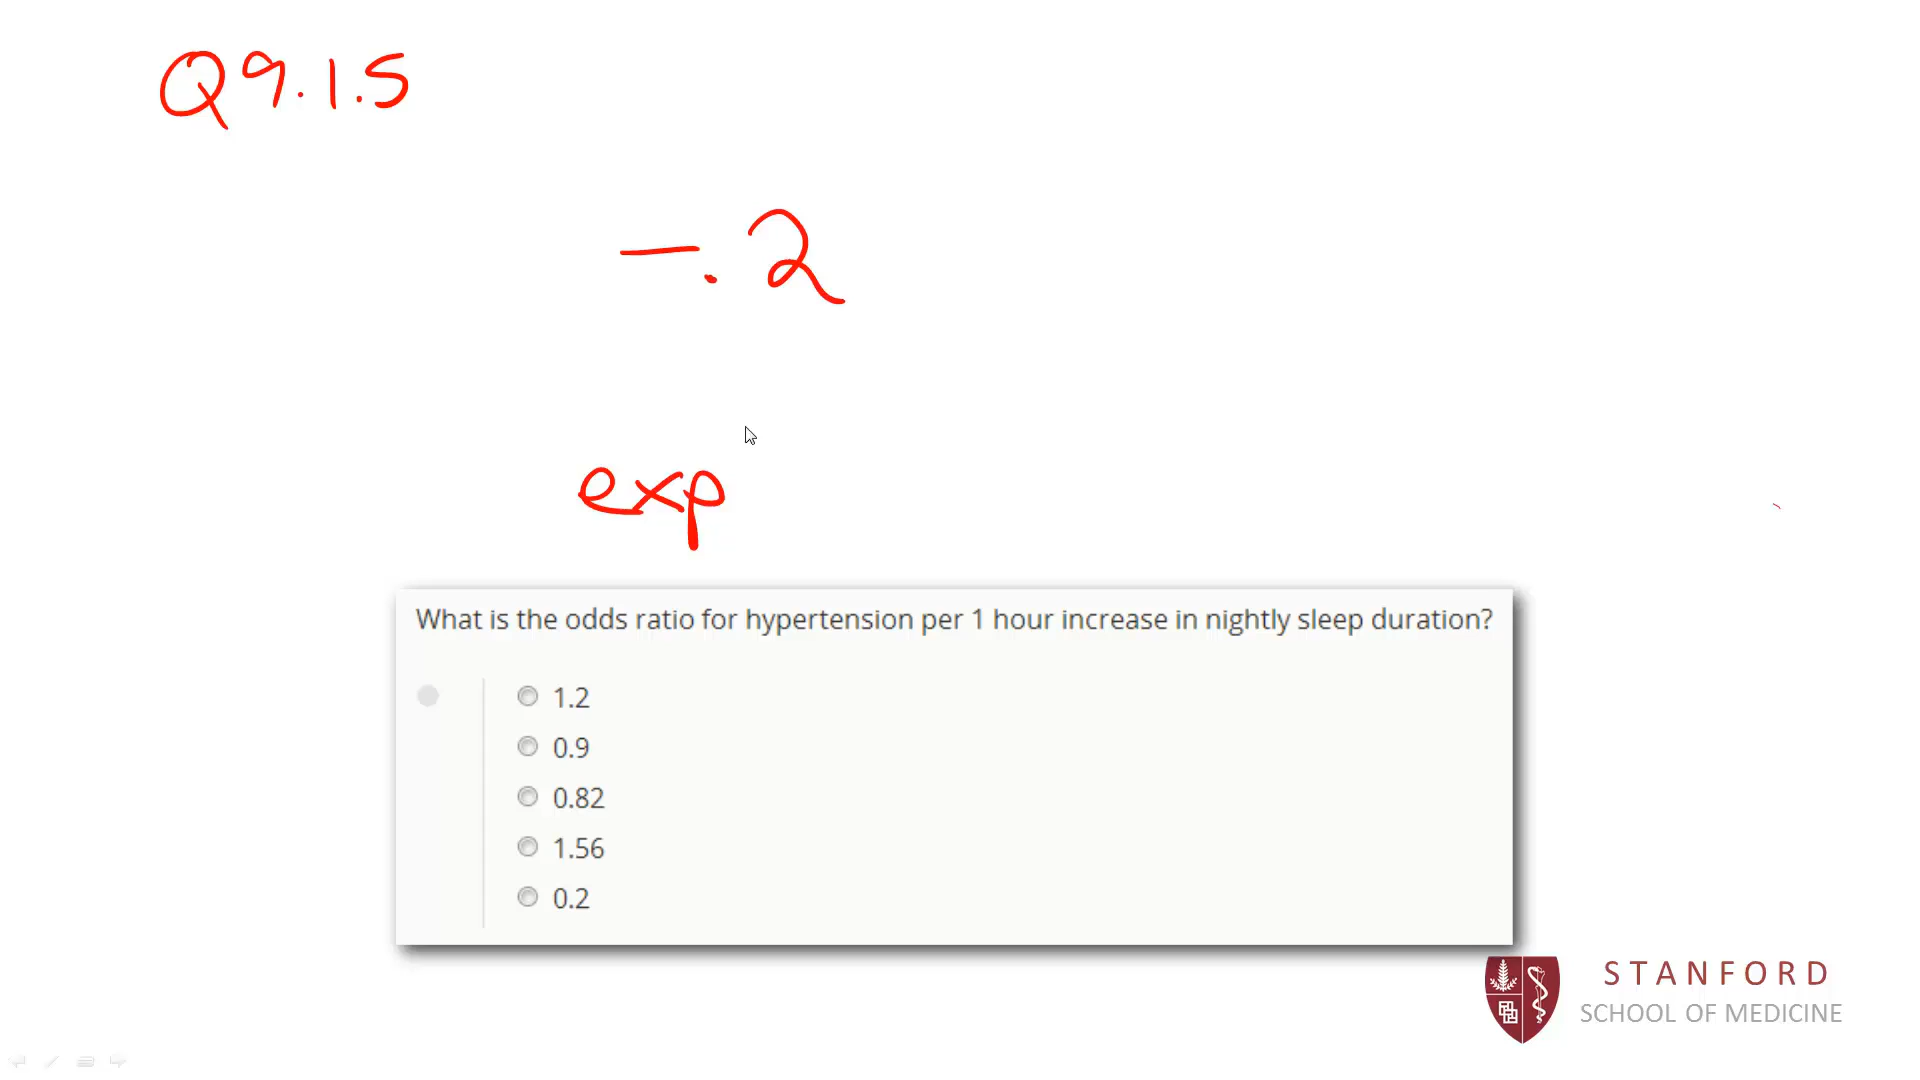 Q9.1.5
-.2
exp
What is the odds ratio for hypertension per 1 hour increase in nightly sleep duration?
1.2
0.9
0.82
1.56
0.2
STANFORD
SCHOOL OF MEDICINE